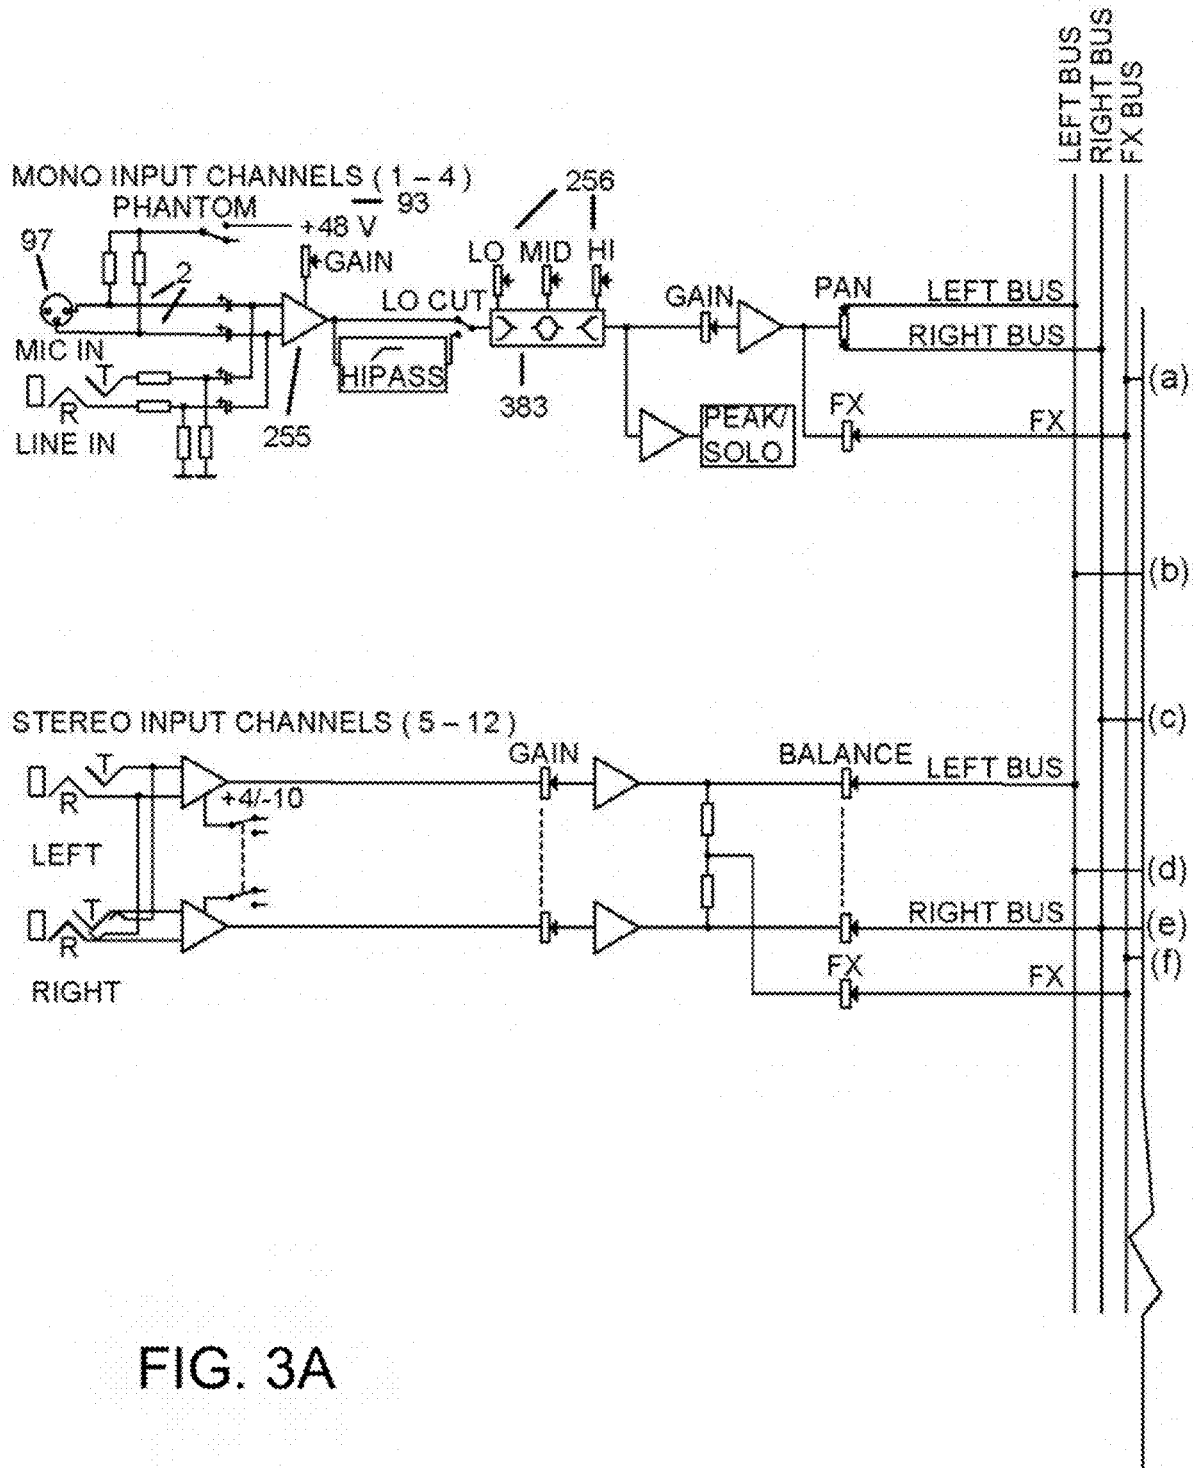 LEFT BUS
RIGHT BUS
FX BUS
MONO INPUT CHANNELS ( 1 – 4 )
93
PHANTOM
+48 V
97
2
GAIN
LO CUT
HIPASS
MIC IN
T
R
LINE IN
255
256
LO MID HI
383
GAIN
PEAK/
SOLO
PAN
LEFT BUS
RIGHT BUS
FX
FX
(a)
(b)
(c)
STEREO INPUT CHANNELS ( 5 – 12 )
T
R
LEFT
+4/-10
GAIN
BALANCE
LEFT BUS
(d)
T
R
RIGHT
RIGHT BUS
(e)
FX
FX
(f)
FIG. 3A